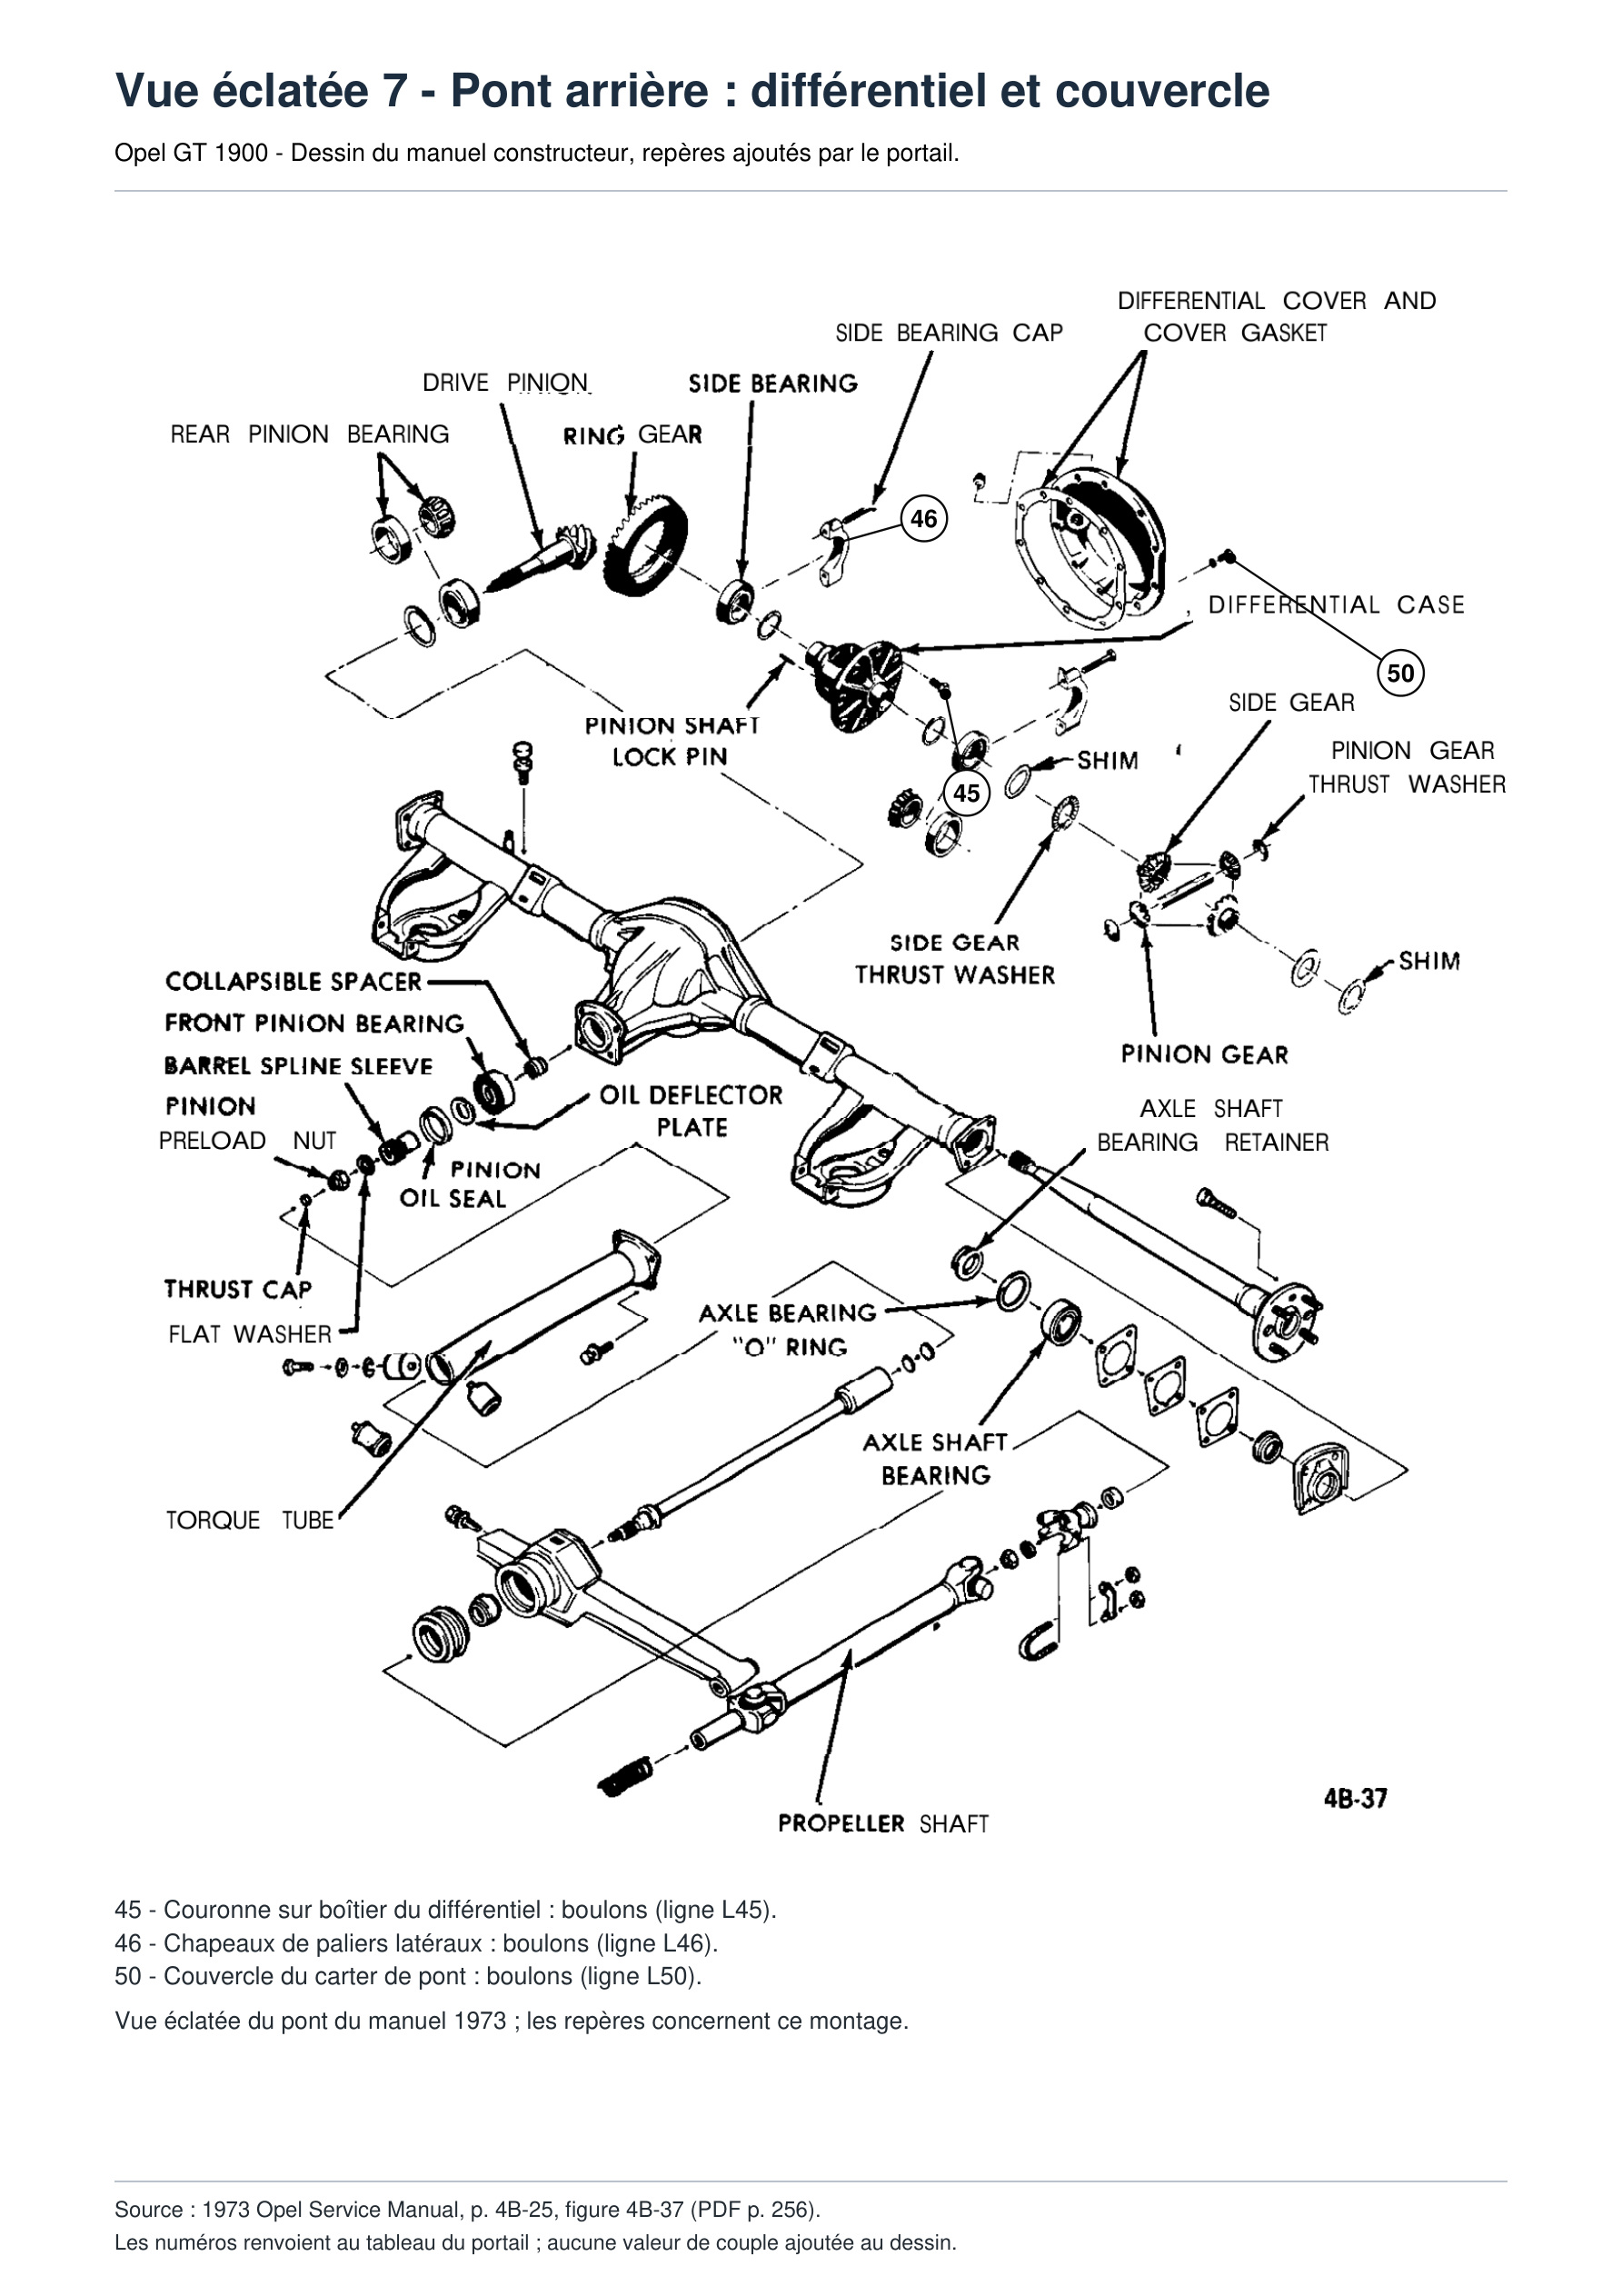 Vue éclatée 7 - Pont arrière : différentiel et couvercle
Opel GT 1900 - Dessin du manuel constructeur, repères ajoutés par le portail.
DIFFERENTIAL COVER AND
COVER GASKET
SIDE BEARING CAP
DRIVE PINION
SIDE BEARING
REAR PINION BEARING
RING GEAR
46
DIFFERENTIAL CASE
50
SIDE GEAR
PINION SHAFT
LOCK PIN
SHIM
PINION GEAR
THRUST WASHER
45
SIDE GEAR
THRUST WASHER
SHIM
COLLAPSIBLE SPACER
FRONT PINION BEARING
BARREL SPLINE SLEEVE
PINION
PRELOAD NUT
OIL DEFLECTOR
PLATE
PINION GEAR
AXLE SHAFT
BEARING RETAINER
PINION
OIL SEAL
THRUST CAP
FLAT WASHER
AXLE BEARING
"O" RING
AXLE SHAFT
BEARING
TORQUE TUBE
4B-37
PROPELLER SHAFT
45 - Couronne sur boîtier du différentiel : boulons (ligne L45).
46 - Chapeaux de paliers latéraux : boulons (ligne L46).
50 - Couvercle du carter de pont : boulons (ligne L50).
Vue éclatée du pont du manuel 1973 ; les repères concernent ce montage.
Source : 1973 Opel Service Manual, p. 4B-25, figure 4B-37 (PDF p. 256).
Les numéros renvoient au tableau du portail ; aucune valeur de couple ajoutée au dessin.